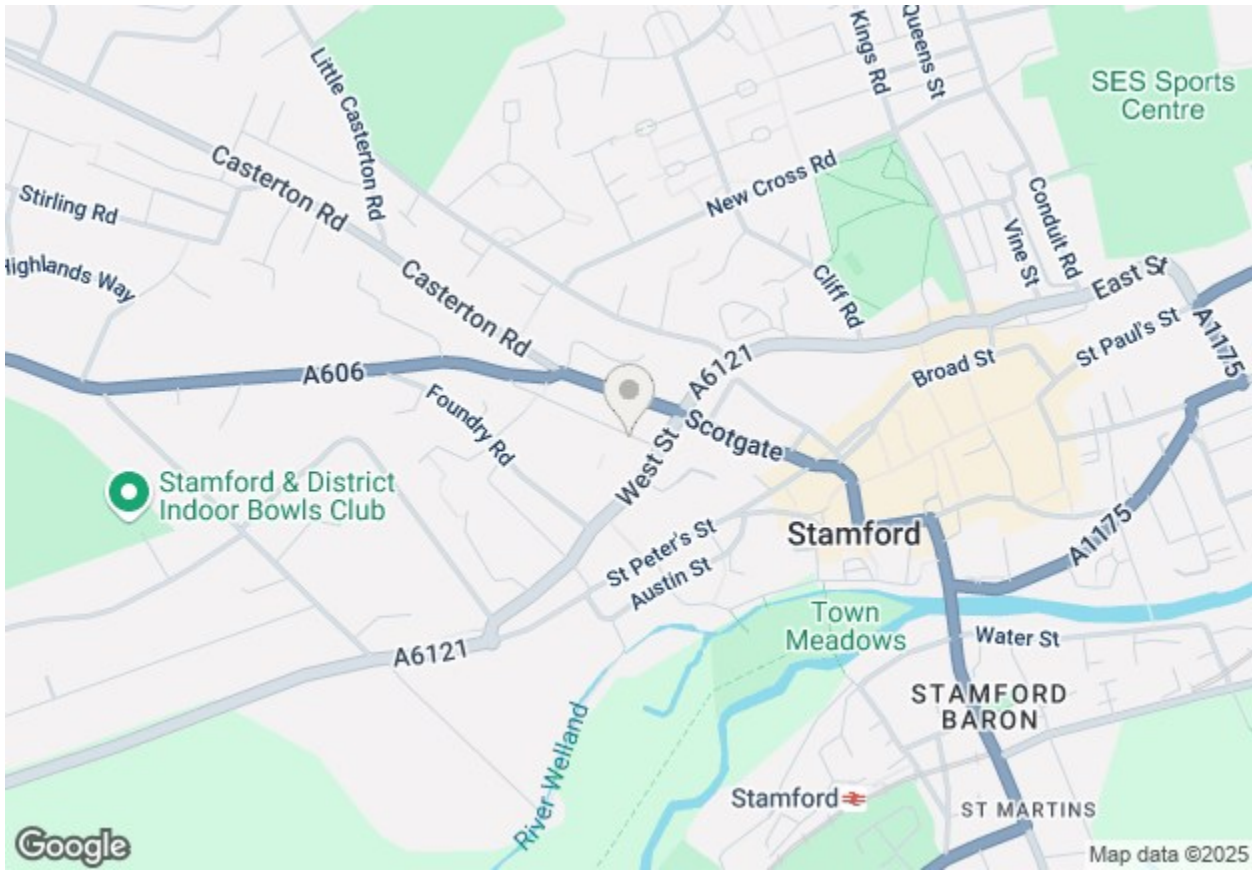 Queens St
Kings Rd
SES Sports
Centre
Little Casterton Rd
Casterton Rd
New Cross Rd
Stirling Rd
Conduit Rd
Vine St
Highlands Way
Casterton Rd
Cliff Rd
East St
St Paul's St
A1175
A6121
Broad St
A606
Foundry Rd
Scotgate
West St
Stamford & District
Indoor Bowls Club
Stamford
A1175
St Peter's St
Austin St
Town
Meadows
Water St
A6121
STAMFORD
BARON
River Welland
Stamford
ST MARTINS
Google
Map data ©2025